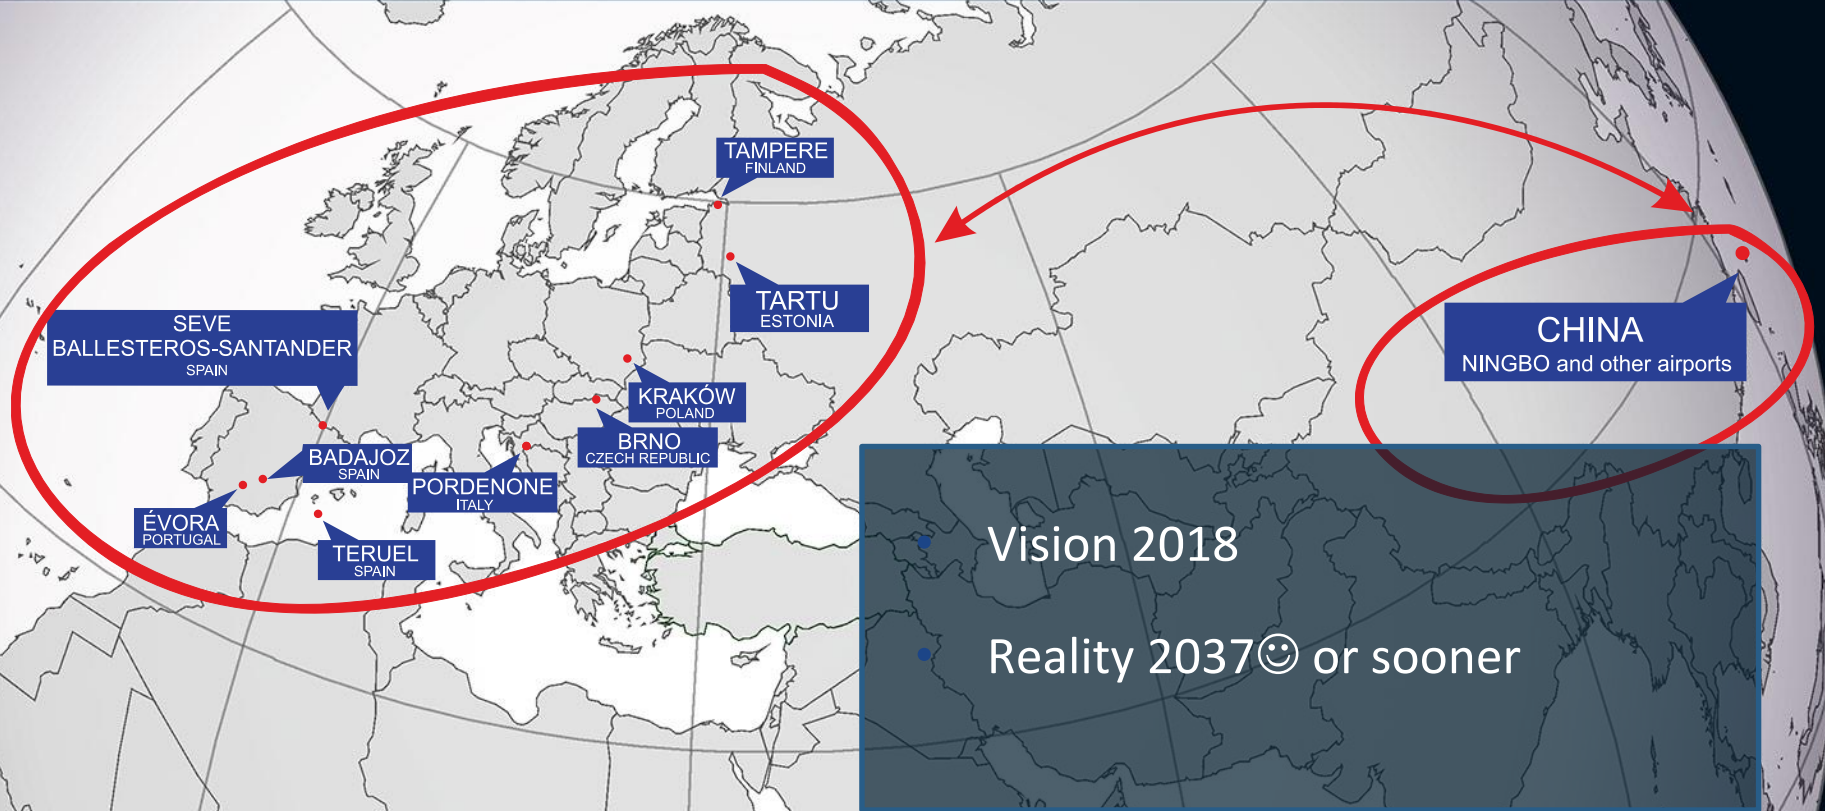 TAMPERE
FINLAND
TARTU
ESTONIA
SEVE
BALLESTEROS-SANTANDER
SPAIN
CHINA
NINGBO and other airports
KRAKÓW
POLAND
BRNO
CZECH REPUBLIC
BADAJOZ
SPAIN
PORDENONE
ITALY
ÉVORA
PORTUGAL
TERUEL
SPAIN
Vision 2018
Reality 2037☺ or sooner